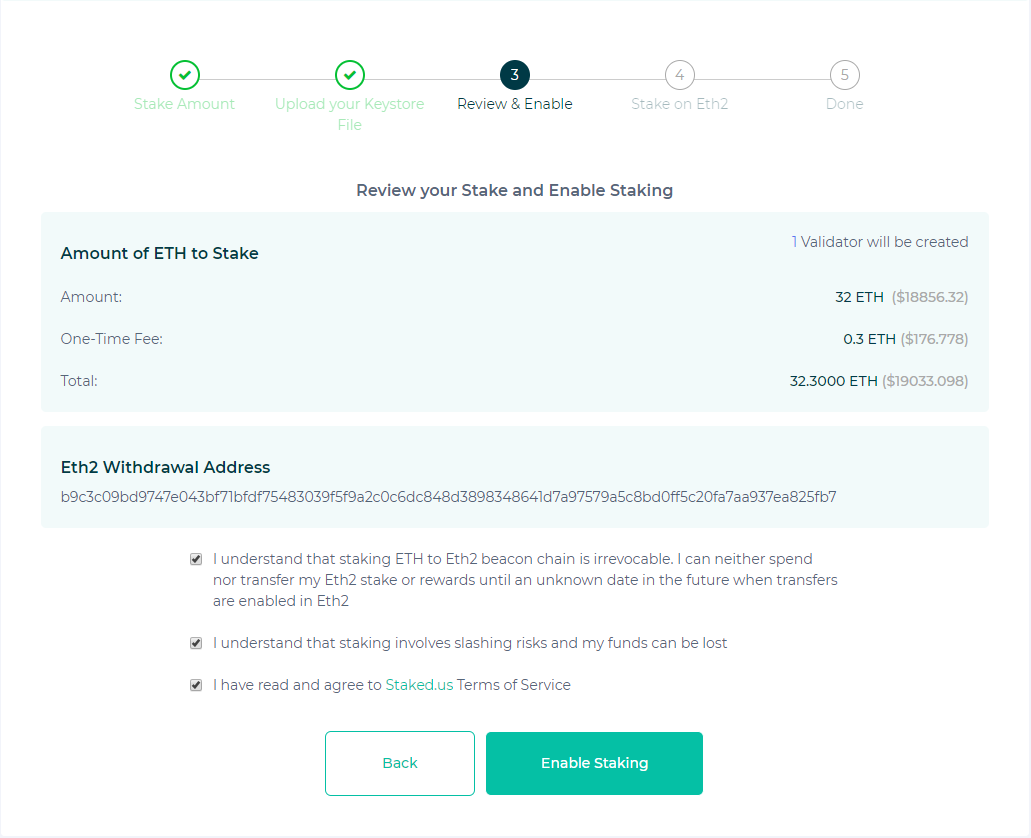 3
4
5
Stake Amount
Upload your Keystore
File
Review & Enable
Stake on Eth2
Done
Review your Stake and Enable Staking
Amount of ETH to Stake
1 Validator will be created
Amount:
32 ETH ($18856.32)
One-Time Fee:
0.3 ETH ($176.778)
Total:
32.3000 ETH ($19033.098)
Eth2 Withdrawal Address
b9c3c09bd9747e043bf71bfdf75483039f5f9a2c0c6dc848d3898348641d7a97579a5c8bd0ff5c20fa7aa937ea825fb7
I understand that staking ETH to Eth2 beacon chain is irrevocable. I can neither spend
nor transfer my Eth2 stake or rewards until an unknown date in the future when transfers
are enabled in Eth2
I understand that staking involves slashing risks and my funds can be lost
I have read and agree to Staked.us Terms of Service
Back
Enable Staking